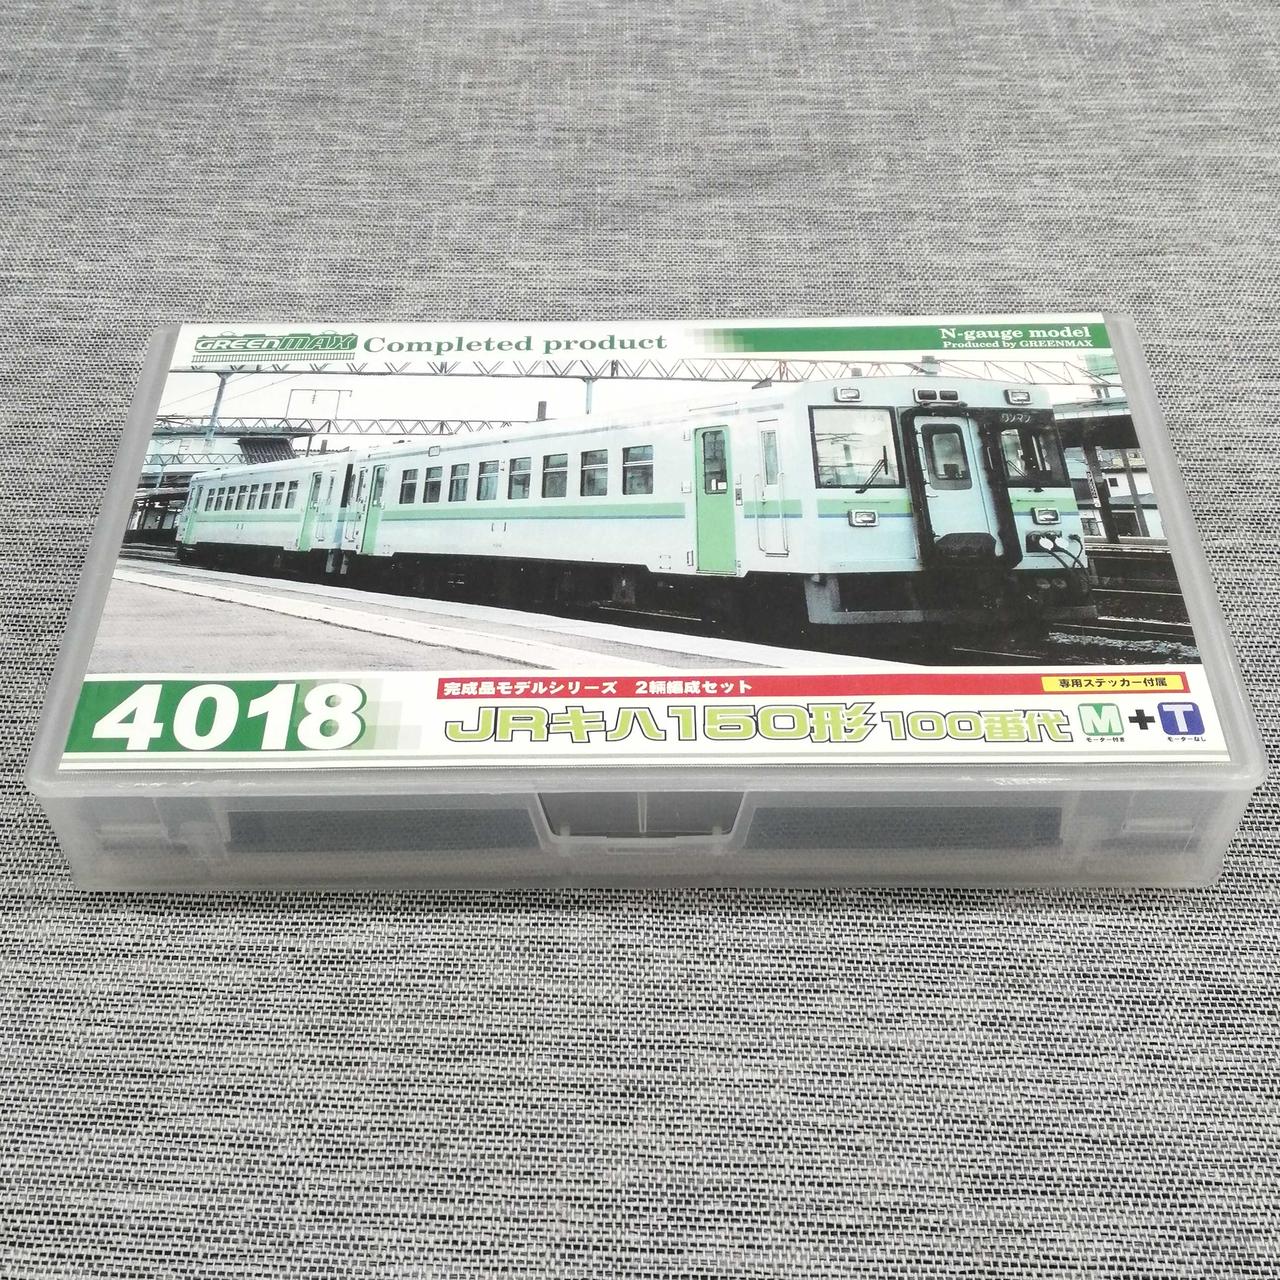 GREENMAX Completed product
N-gauge model
Produced by GREENMAX
ワンマン
4018
完成品モデルシリーズ 2輌編成セット
専用ステッカー付属
JRキハ150形 100番代 M+T
モーター付き
モーターなし